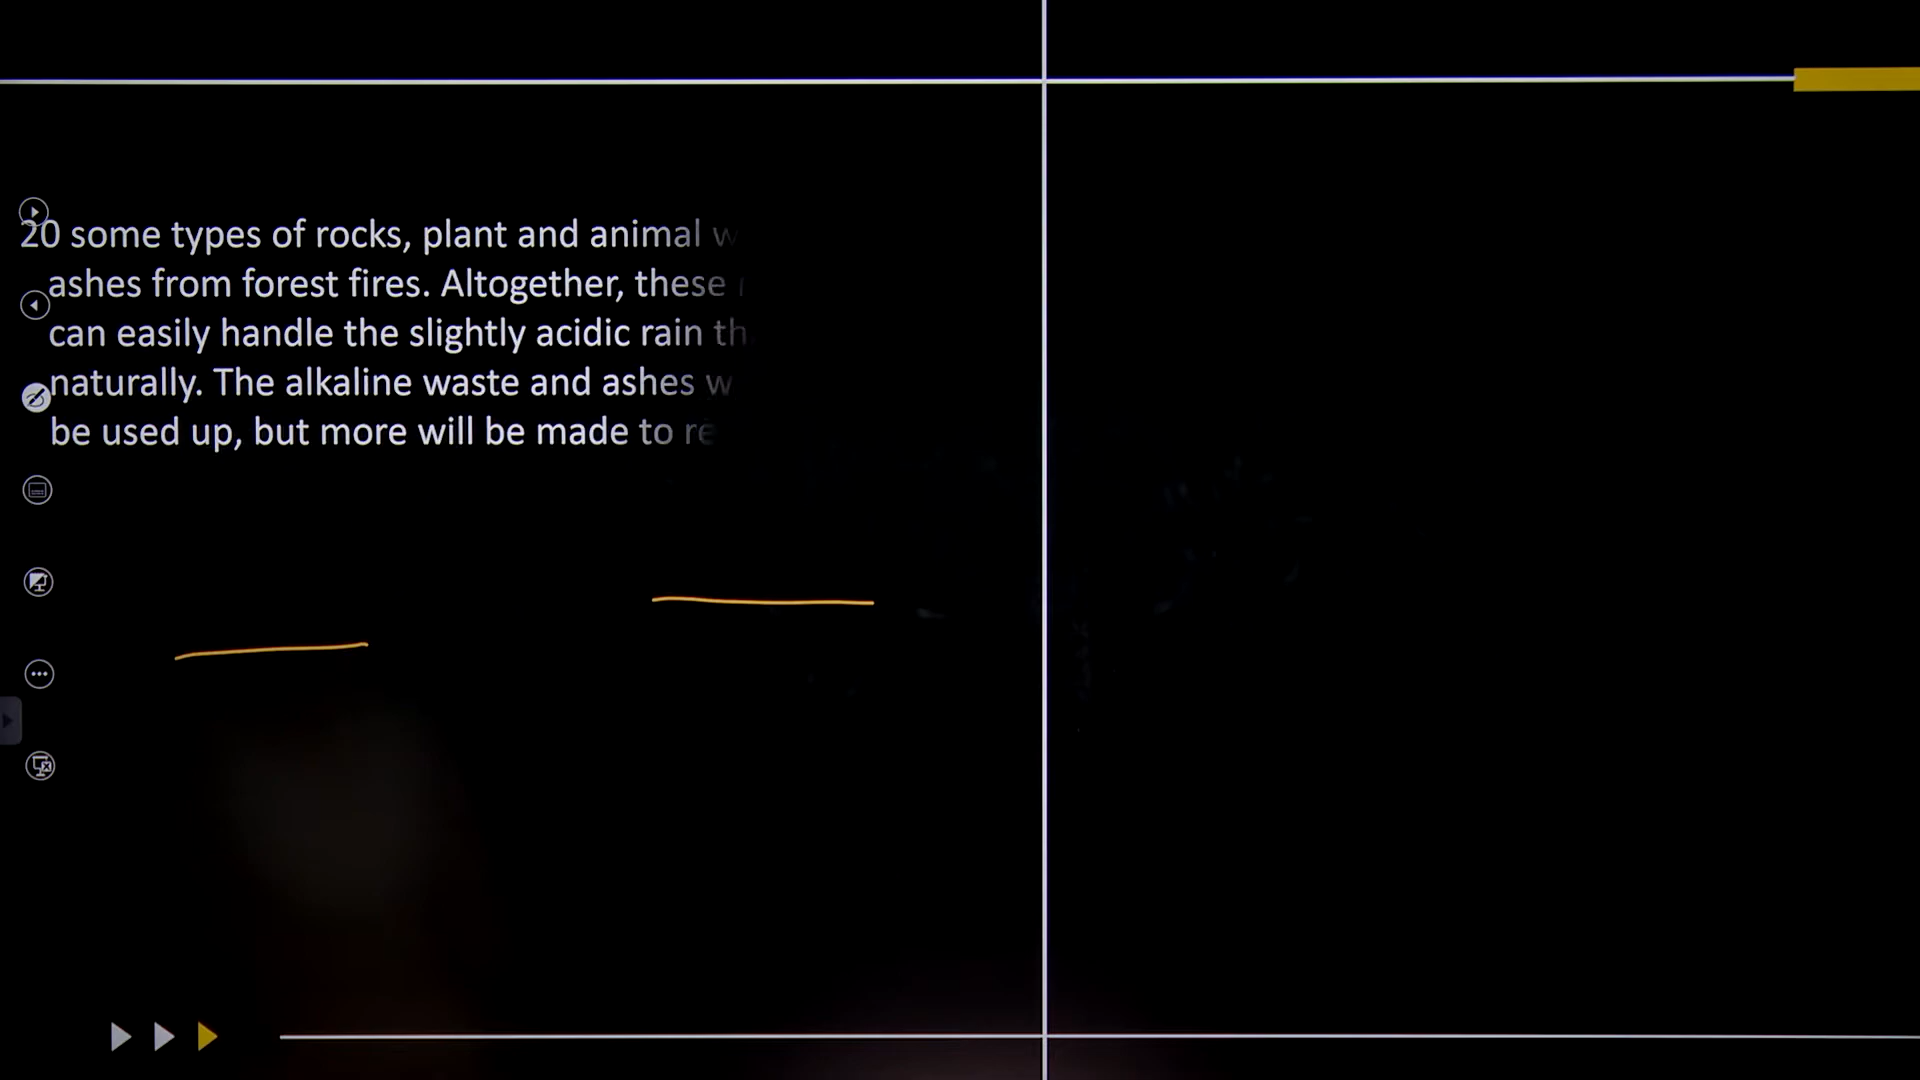 20 some types of rocks, plant and animal
ashes from forest fires. Altogether, these
can easily handle the slightly acidic rain
naturally. The alkaline waste and ashes
be used up, but more will be made to